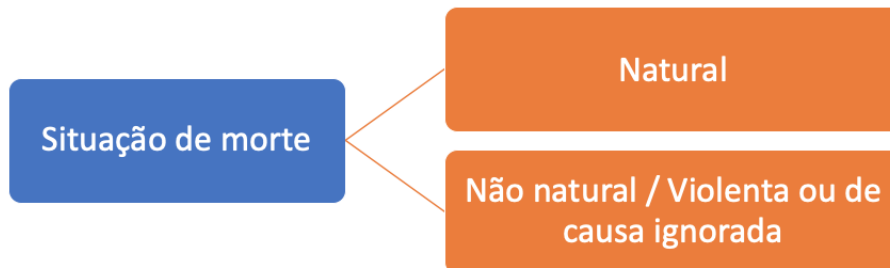 Situação de morte
Natural
Não natural / Violenta ou de
causa ignorada